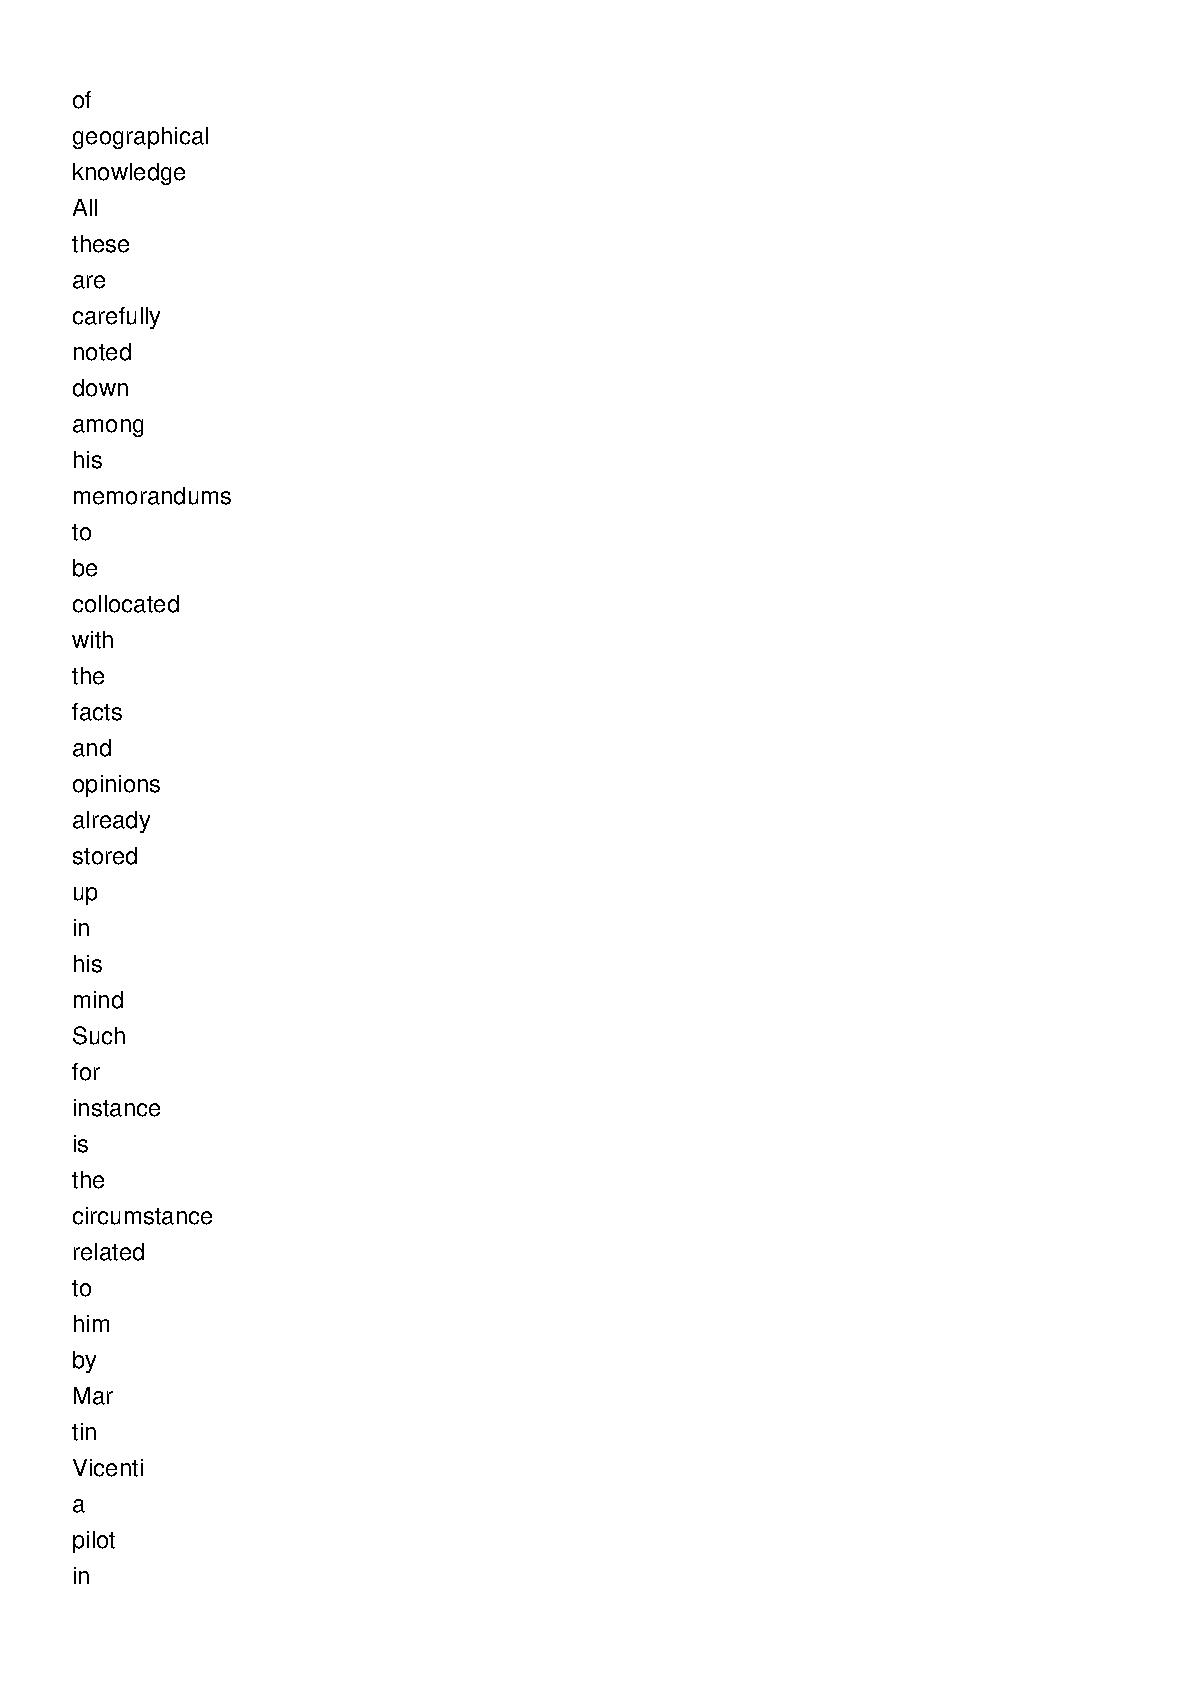 of
geographical
knowledge
All
these
are
carefully
noted
down
among
his
memorandums
to
be
collocated
with
the
facts
and
opinions
already
stored
up
in
his
mind
Such
for
instance
is
the
circumstance
related
to
him
by
Mar
tin
Vicenti
a
pilot
in